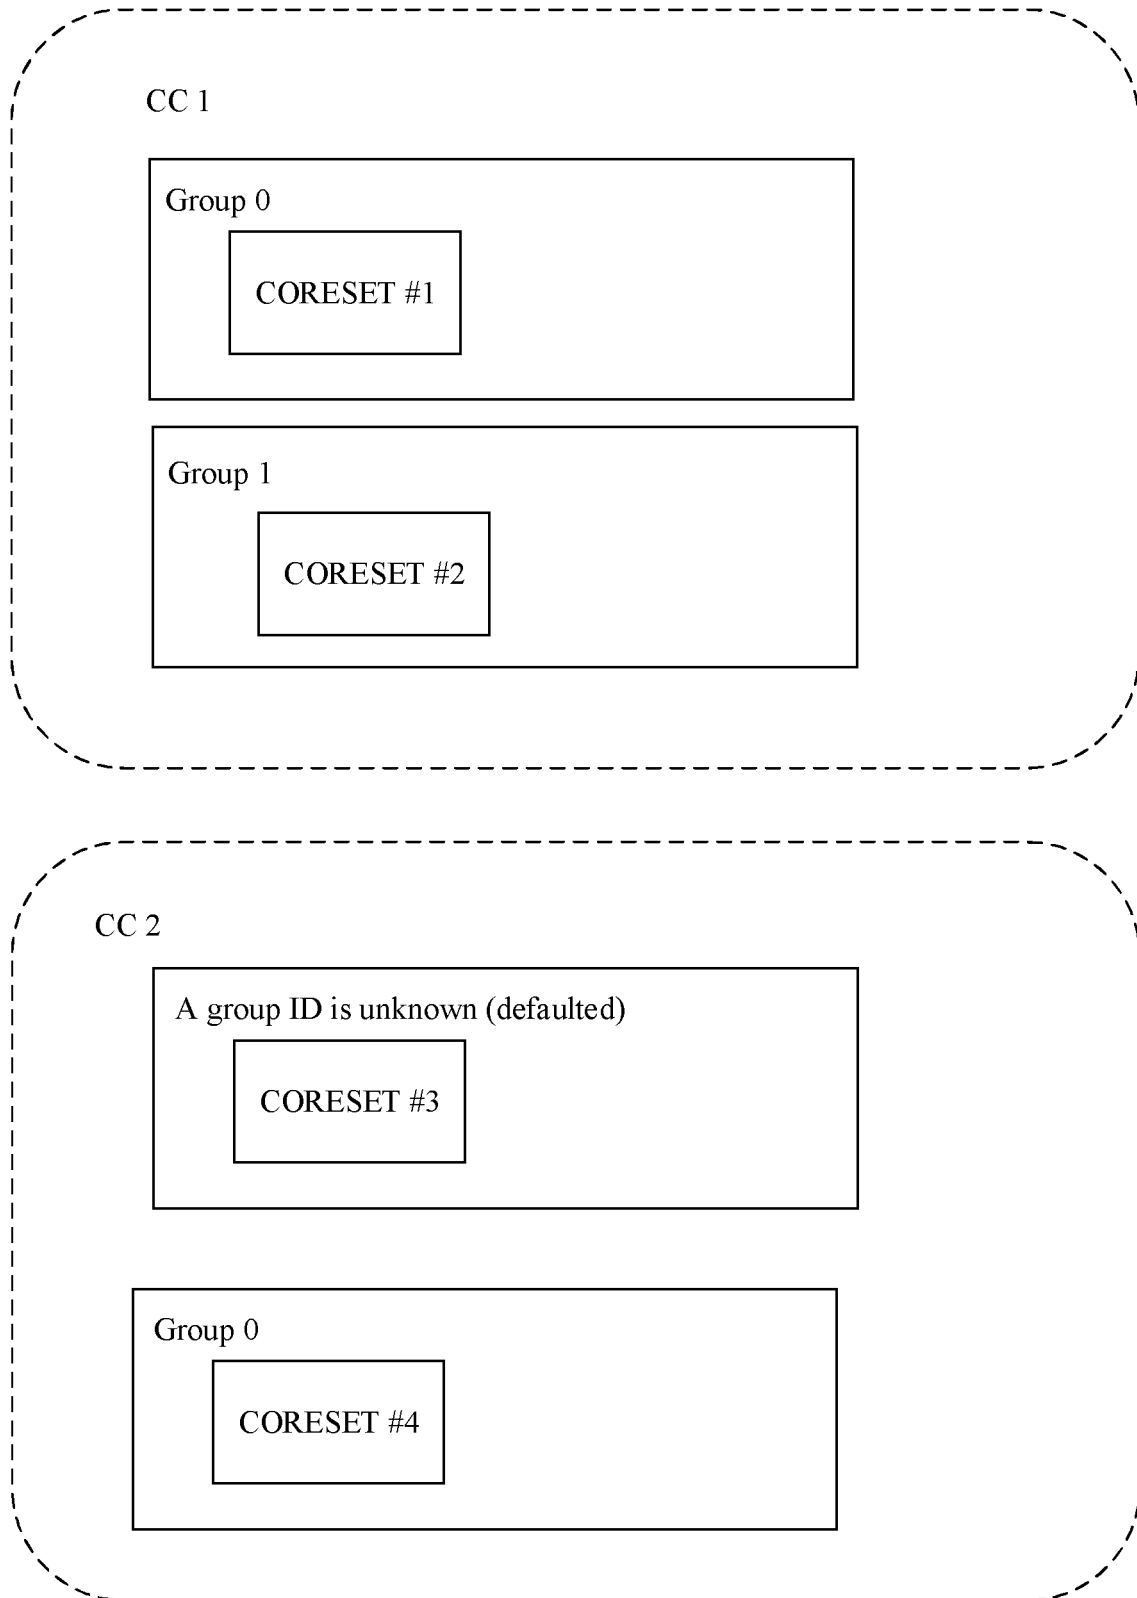 CC 1
Group 0
CORESET #1
Group 1
CORESET #2
CC 2
A group ID is unknown (defaulted)
CORESET #3
Group 0
CORESET #4